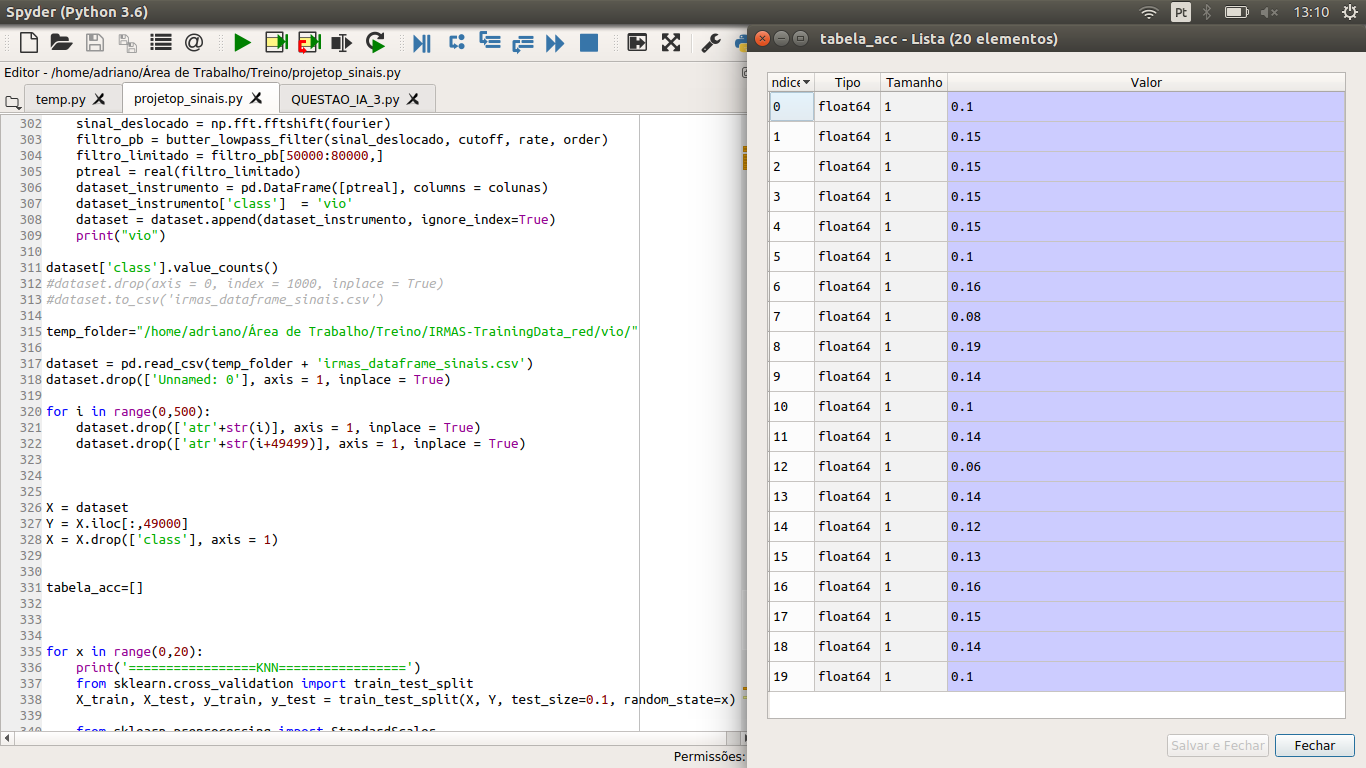 Spyder (Python 3.6)
Pt
13:10
Editor - /home/adriano/Área de Trabalho/Treino/projetop_sinais.py
temp.py
projetop_sinais.py
QUESTAO_IA_3.py
302 sinal_deslocado = np.fft.fftshift(fourier)
303 filtro_pb = butter_lowpass_filter(sinal_deslocado, cutoff, rate, order)
304 filtro_limitado = filtro_pb[50000:80000,]
305 ptreal = real(filtro_limitado)
306 dataset_instrumento = pd.DataFrame([ptreal], columns = colunas)
307 dataset_instrumento['class']  = 'vio'
308 dataset = dataset.append(dataset_instrumento, ignore_index=True)
309 print("vio")
310
311 dataset['class'].value_counts()
312 #dataset.drop(axis = 0, index = 1000, inplace = True)
313 #dataset.to_csv('irmas_dataframe_sinais.csv')
314
315 temp_folder="/home/adriano/Área de Trabalho/Treino/IRMAS-TrainingData_red/vio/"
316
317 dataset = pd.read_csv(temp_folder + 'irmas_dataframe_sinais.csv')
318 dataset.drop(['Unnamed: 0'], axis = 1, inplace = True)
319
320 for i in range(0,500):
321 dataset.drop(['atr'+str(i)], axis = 1, inplace = True)
322 dataset.drop(['atr'+str(i+49499)], axis = 1, inplace = True)
323
324
325
326 X = dataset
327 Y = X.iloc[:,49000]
328 X = X.drop(['class'], axis = 1)
329
330
331 tabela_acc=[]
332
333
334
335 for x in range(0,20):
336 print('=================KNN=================')
337 from sklearn.cross_validation import train_test_split
338 X_train, X_test, y_train, y_test = train_test_split(X, Y, test_size=0.1, random_state=x)
339
340 from sklearn.preprocessing import StandardScaler
Permissões:
tabela_acc - Lista (20 elementos)
ndice Tipo Tamanho Valor
0 float64 1 0.1
1 float64 1 0.15
2 float64 1 0.15
3 float64 1 0.15
4 float64 1 0.15
5 float64 1 0.1
6 float64 1 0.16
7 float64 1 0.08
8 float64 1 0.19
9 float64 1 0.14
10 float64 1 0.1
11 float64 1 0.14
12 float64 1 0.06
13 float64 1 0.14
14 float64 1 0.12
15 float64 1 0.13
16 float64 1 0.16
17 float64 1 0.15
18 float64 1 0.14
19 float64 1 0.1
Salvar e Fechar
Fechar